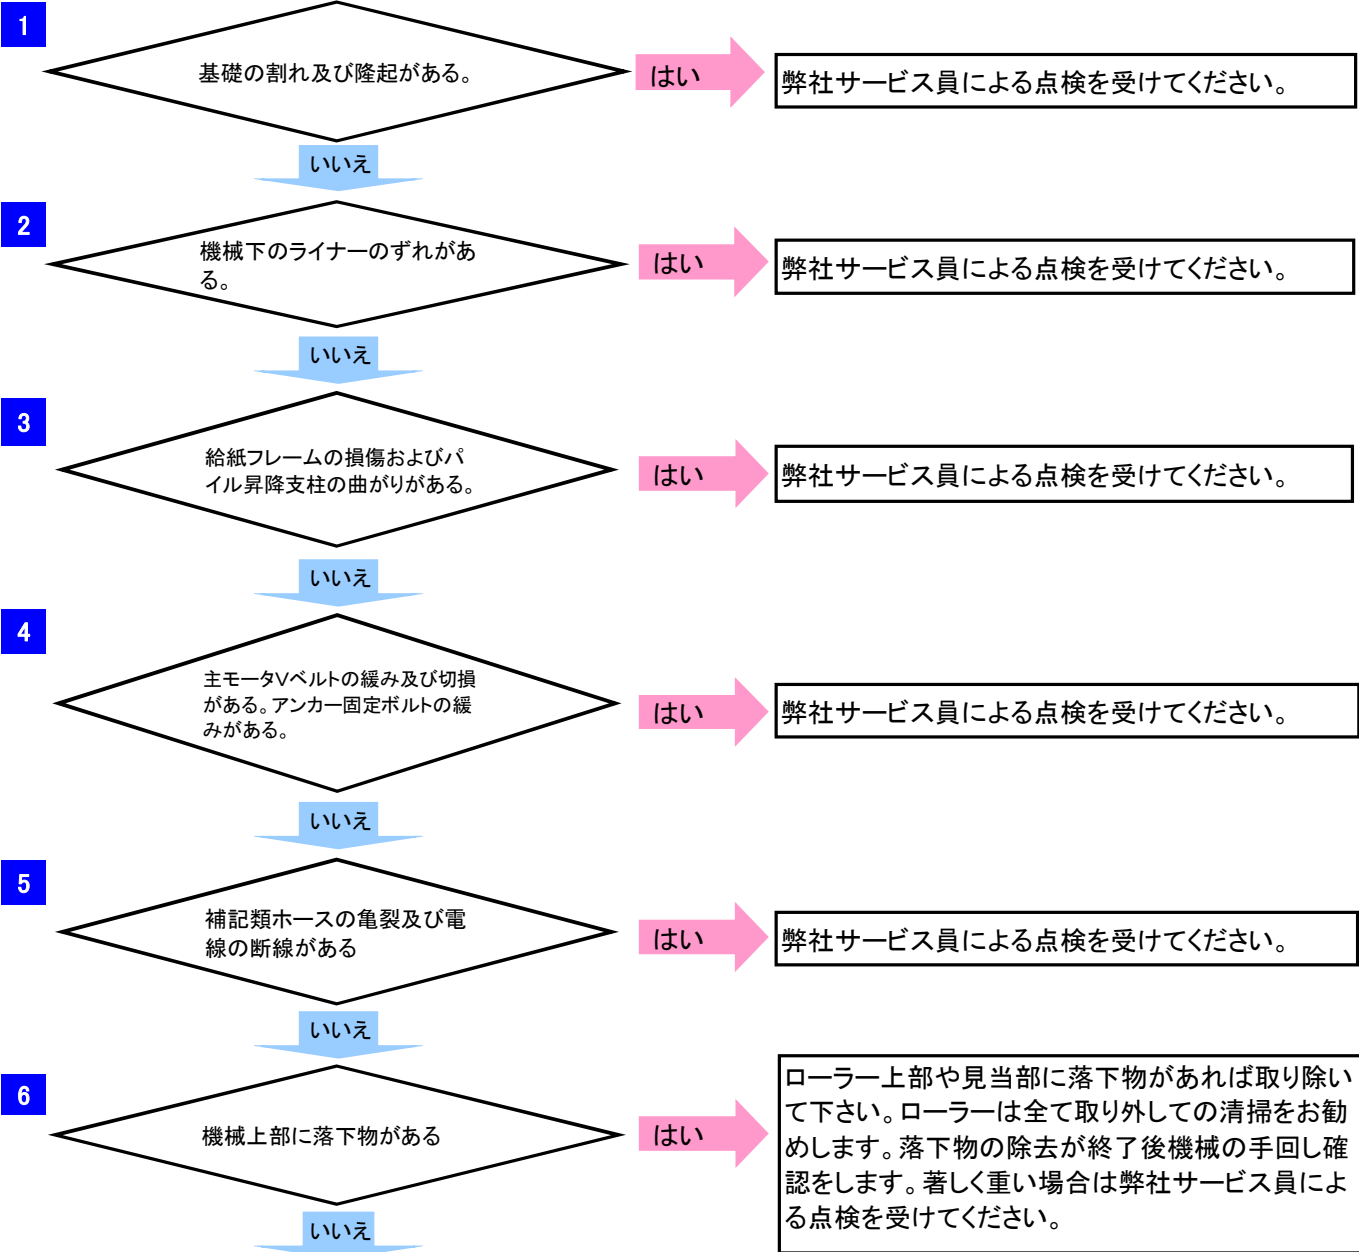 1
基礎の割れ及び隆起がある。
はい
弊社サービス員による点検を受けてください。
いいえ
2
機械下のライナーのずれがあ
る。
はい
弊社サービス員による点検を受けてください。
いいえ
3
給紙フレームの損傷およびパ
イル昇降支柱の曲がりがある。
はい
弊社サービス員による点検を受けてください。
いいえ
4
主モータVベルトの緩み及び切損
がある。アンカー固定ボルトの緩
みがある。
はい
弊社サービス員による点検を受けてください。
いいえ
5
補記類ホースの亀裂及び電
線の断線がある
はい
弊社サービス員による点検を受けてください。
いいえ
6
機械上部に落下物がある
はい
ローラー上部や見当部に落下物があれば取り除い
て下さい。ローラーは全て取り外しての清掃をお勧
めします。落下物の除去が終了後機械の手回し確
認をします。著しく重い場合は弊社サービス員によ
る点検を受けてください。
いいえ